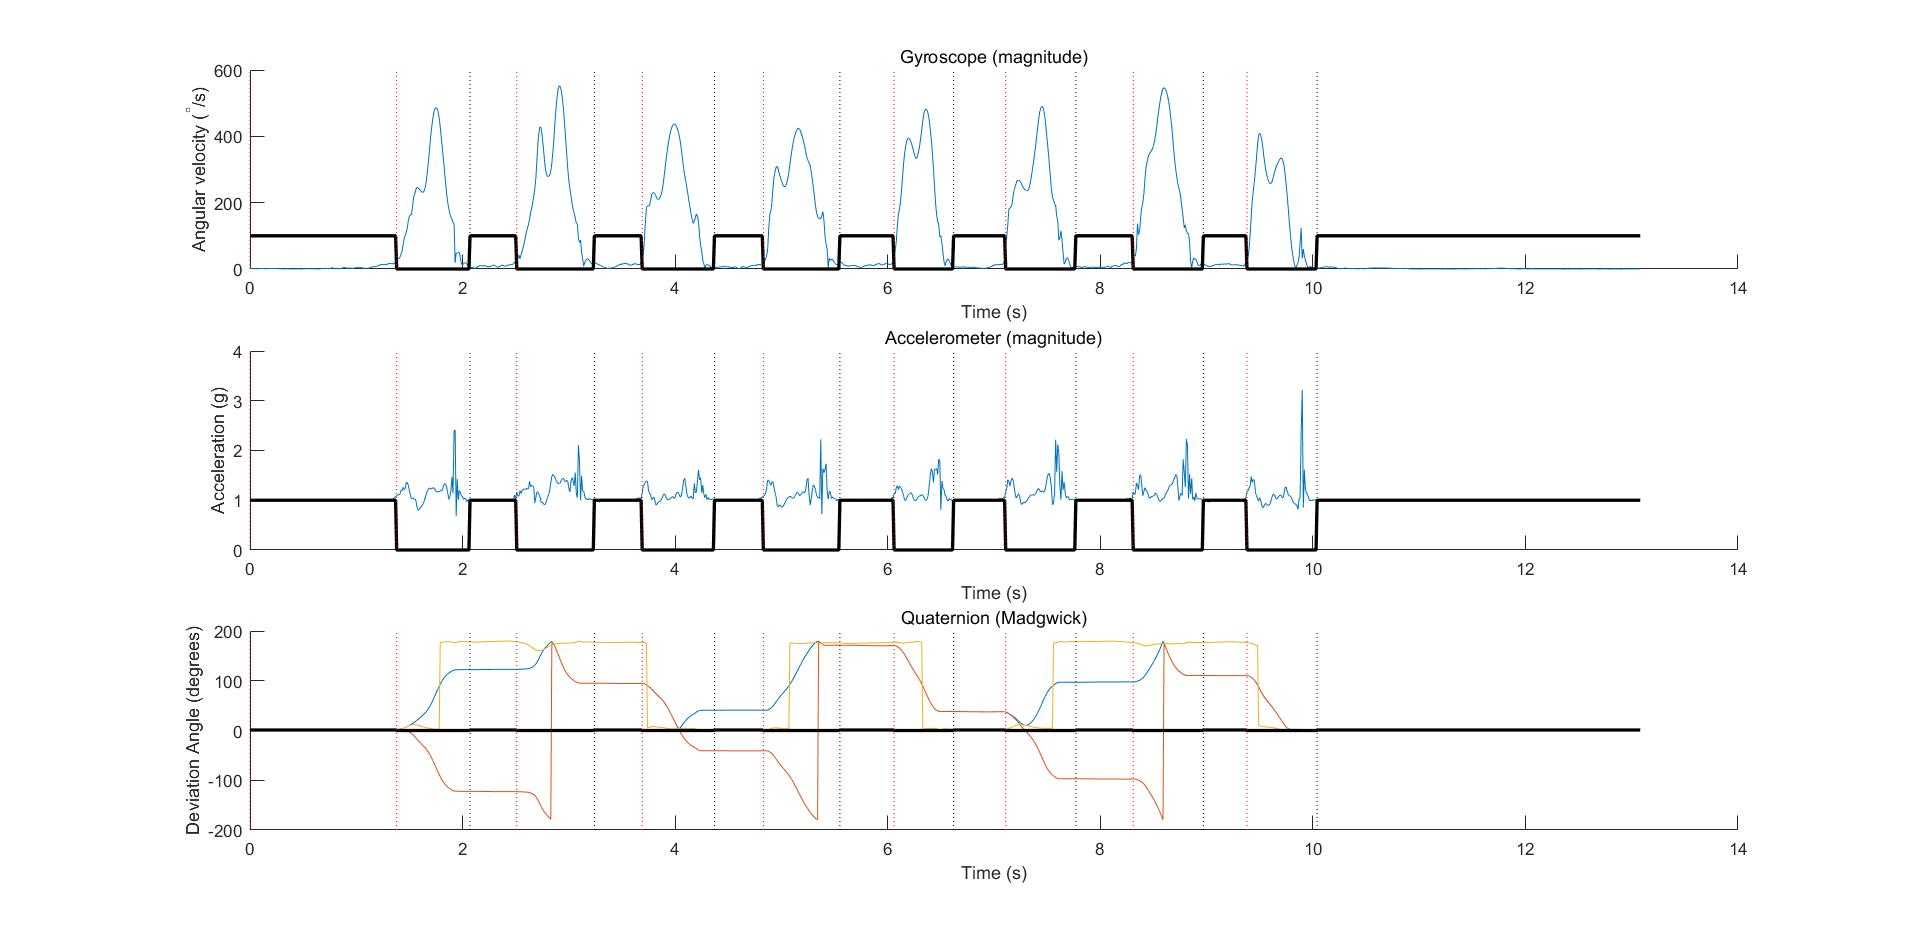 Gyroscope (magnitude)
Angular velocity (°/s)
600
400
200
0
0 2 4 6 8 10 12 14
Time (s)
Accelerometer (magnitude)
Acceleration (g)
4
3
2
1
0
0 2 4 6 8 10 12 14
Time (s)
Quaternion (Madgwick)
Deviation Angle (degrees)
200
100
0
-100
-200
0 2 4 6 8 10 12 14
Time (s)